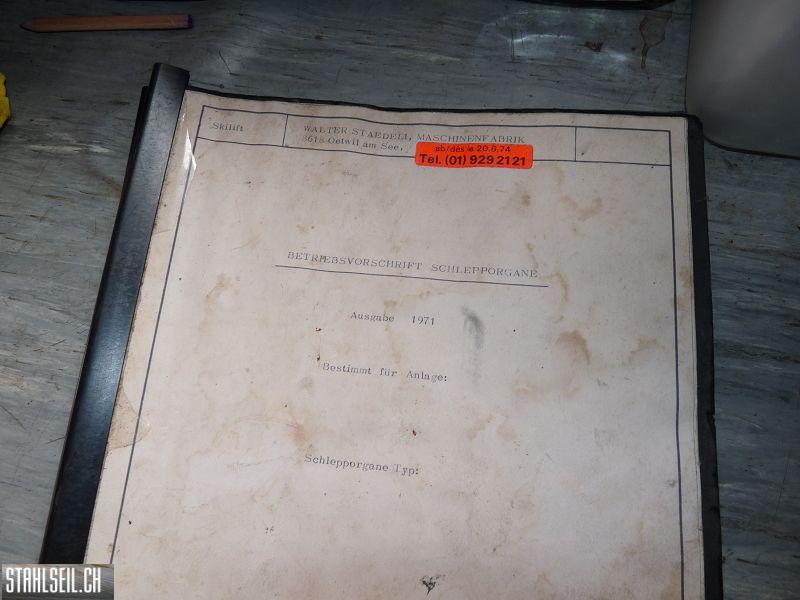 Skilift
WALTER STAEDELI, MASCHINENFABRIK
8618 Oetwil am See,
ab/dès le 20.6.74
Tel. (01) 929 21 21
BETRIEBSVORSCHRIFT SCHLEPPORGANE
Ausgabe 1971
Bestimmt für Anlage:
Schlepporgane Typ:
STAHLSEIL.CH